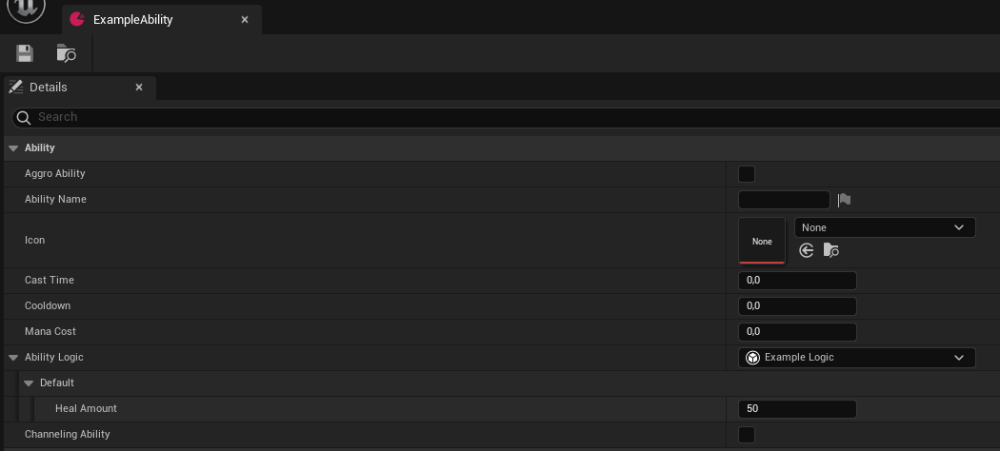 ExampleAbility
Details
Search
Ability
Aggro Ability
Ability Name
Icon
None
None
Cast Time
0,0
Cooldown
0,0
Mana Cost
0,0
Ability Logic
Example Logic
Default
Heal Amount
50
Channeling Ability